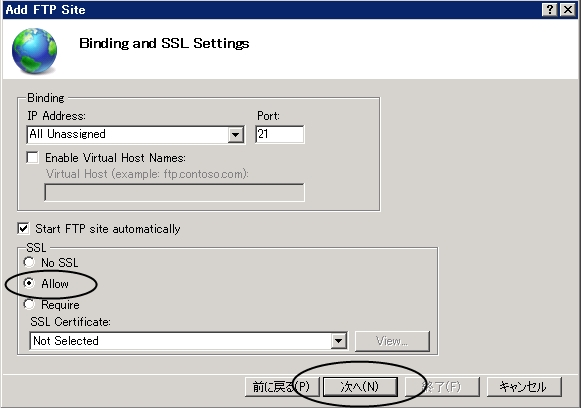 Add FTP Site
Binding and SSL Settings
Binding
IP Address: Port:
All Unassigned 21
Enable Virtual Host Names:
Virtual Host (example: ftp.contoso.com):
Start FTP site automatically
SSL
No SSL
Allow
Require
SSL Certificate:
Not Selected View...
前に戻る(P) 次へ(N) 終了(F) キャンセル